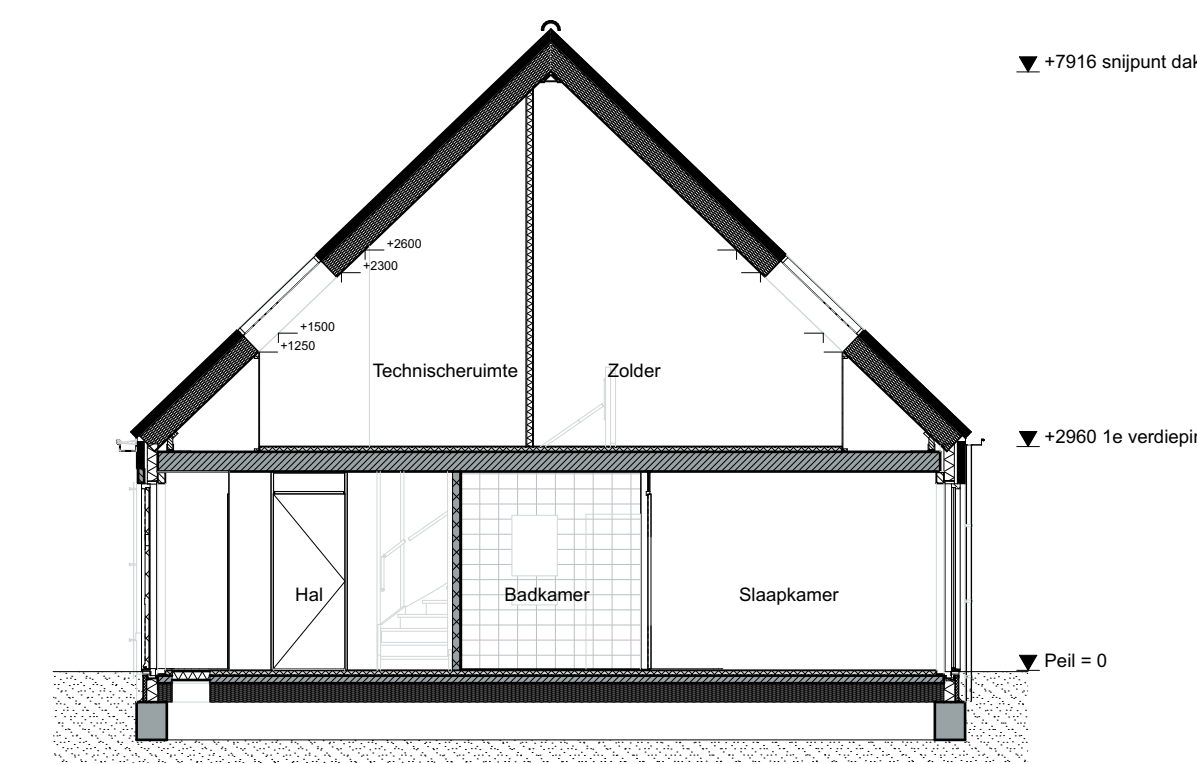 +7916 snijpunt dak
+2600
+2300
+1500
+1250
Technischeruimte
Zolder
+2960 1e verdiepin
Hal
Badkamer
Slaapkamer
Peil = 0